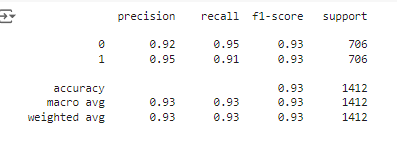 precision recall f1-score support
0 0.92 0.95 0.93 706
1 0.95 0.91 0.93 706
accuracy 0.93 1412
macro avg 0.93 0.93 0.93 1412
weighted avg 0.93 0.93 0.93 1412